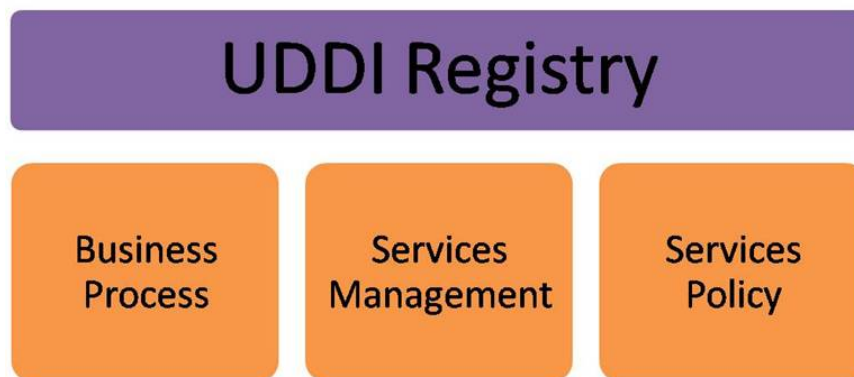 UDDI Registry
Business
Process
Services
Management
Services
Policy